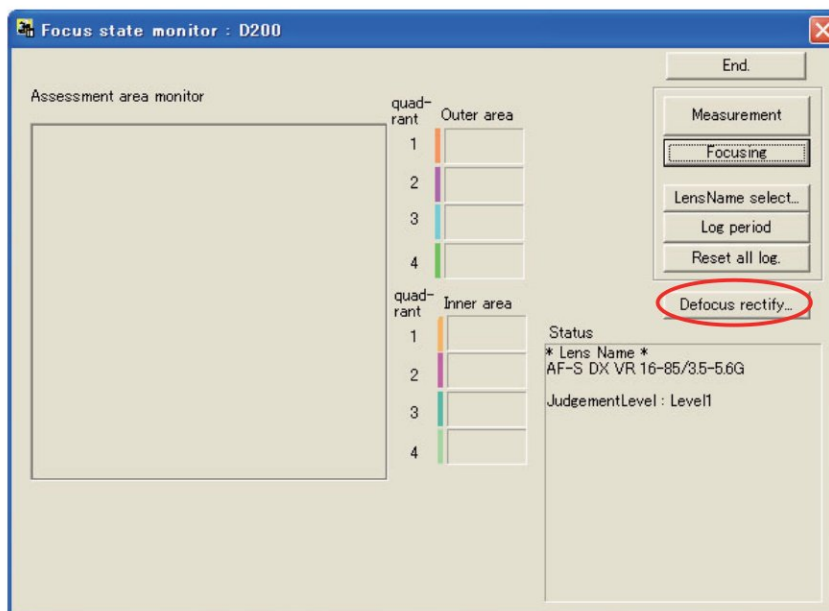 Focus state monitor : D200
End.
Assessment area monitor
quad-
rant
Outer area
1
2
3
4
quad-
rant
Inner area
1
2
3
4
Measurement
Focusing
LensName select...
Log period
Reset all log.
Defocus rectify...
Status
* Lens Name *
AF-S DX VR 16-85/3.5-5.6G
JudgementLevel : Level1